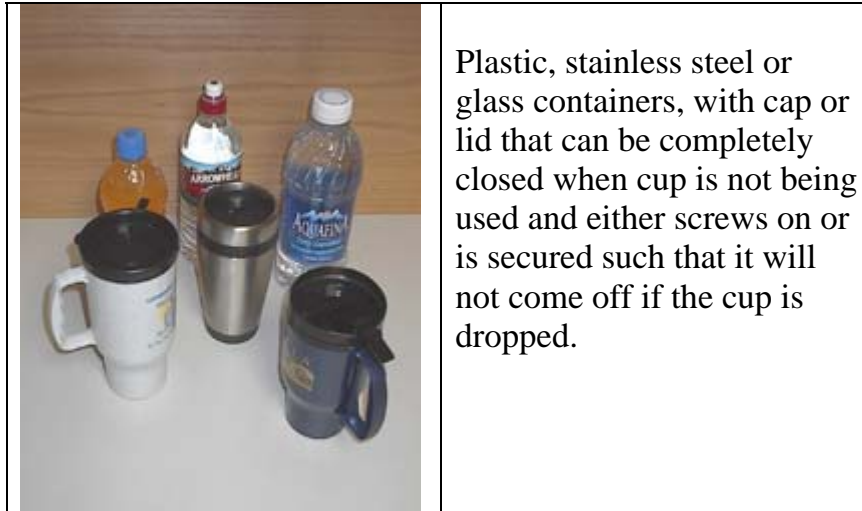 ARROWHEAD
AQUAFINA
Plastic, stainless steel or
glass containers, with cap or
lid that can be completely
closed when cup is not being
used and either screws on or
is secured such that it will
not come off if the cup is
dropped.